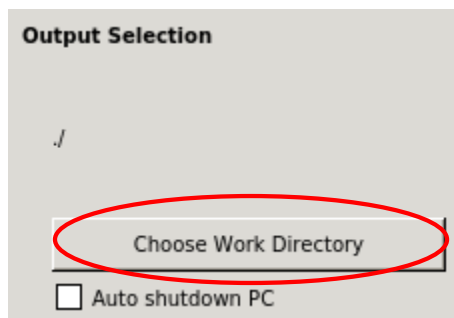 Output Selection
./
Choose Work Directory
Auto shutdown PC